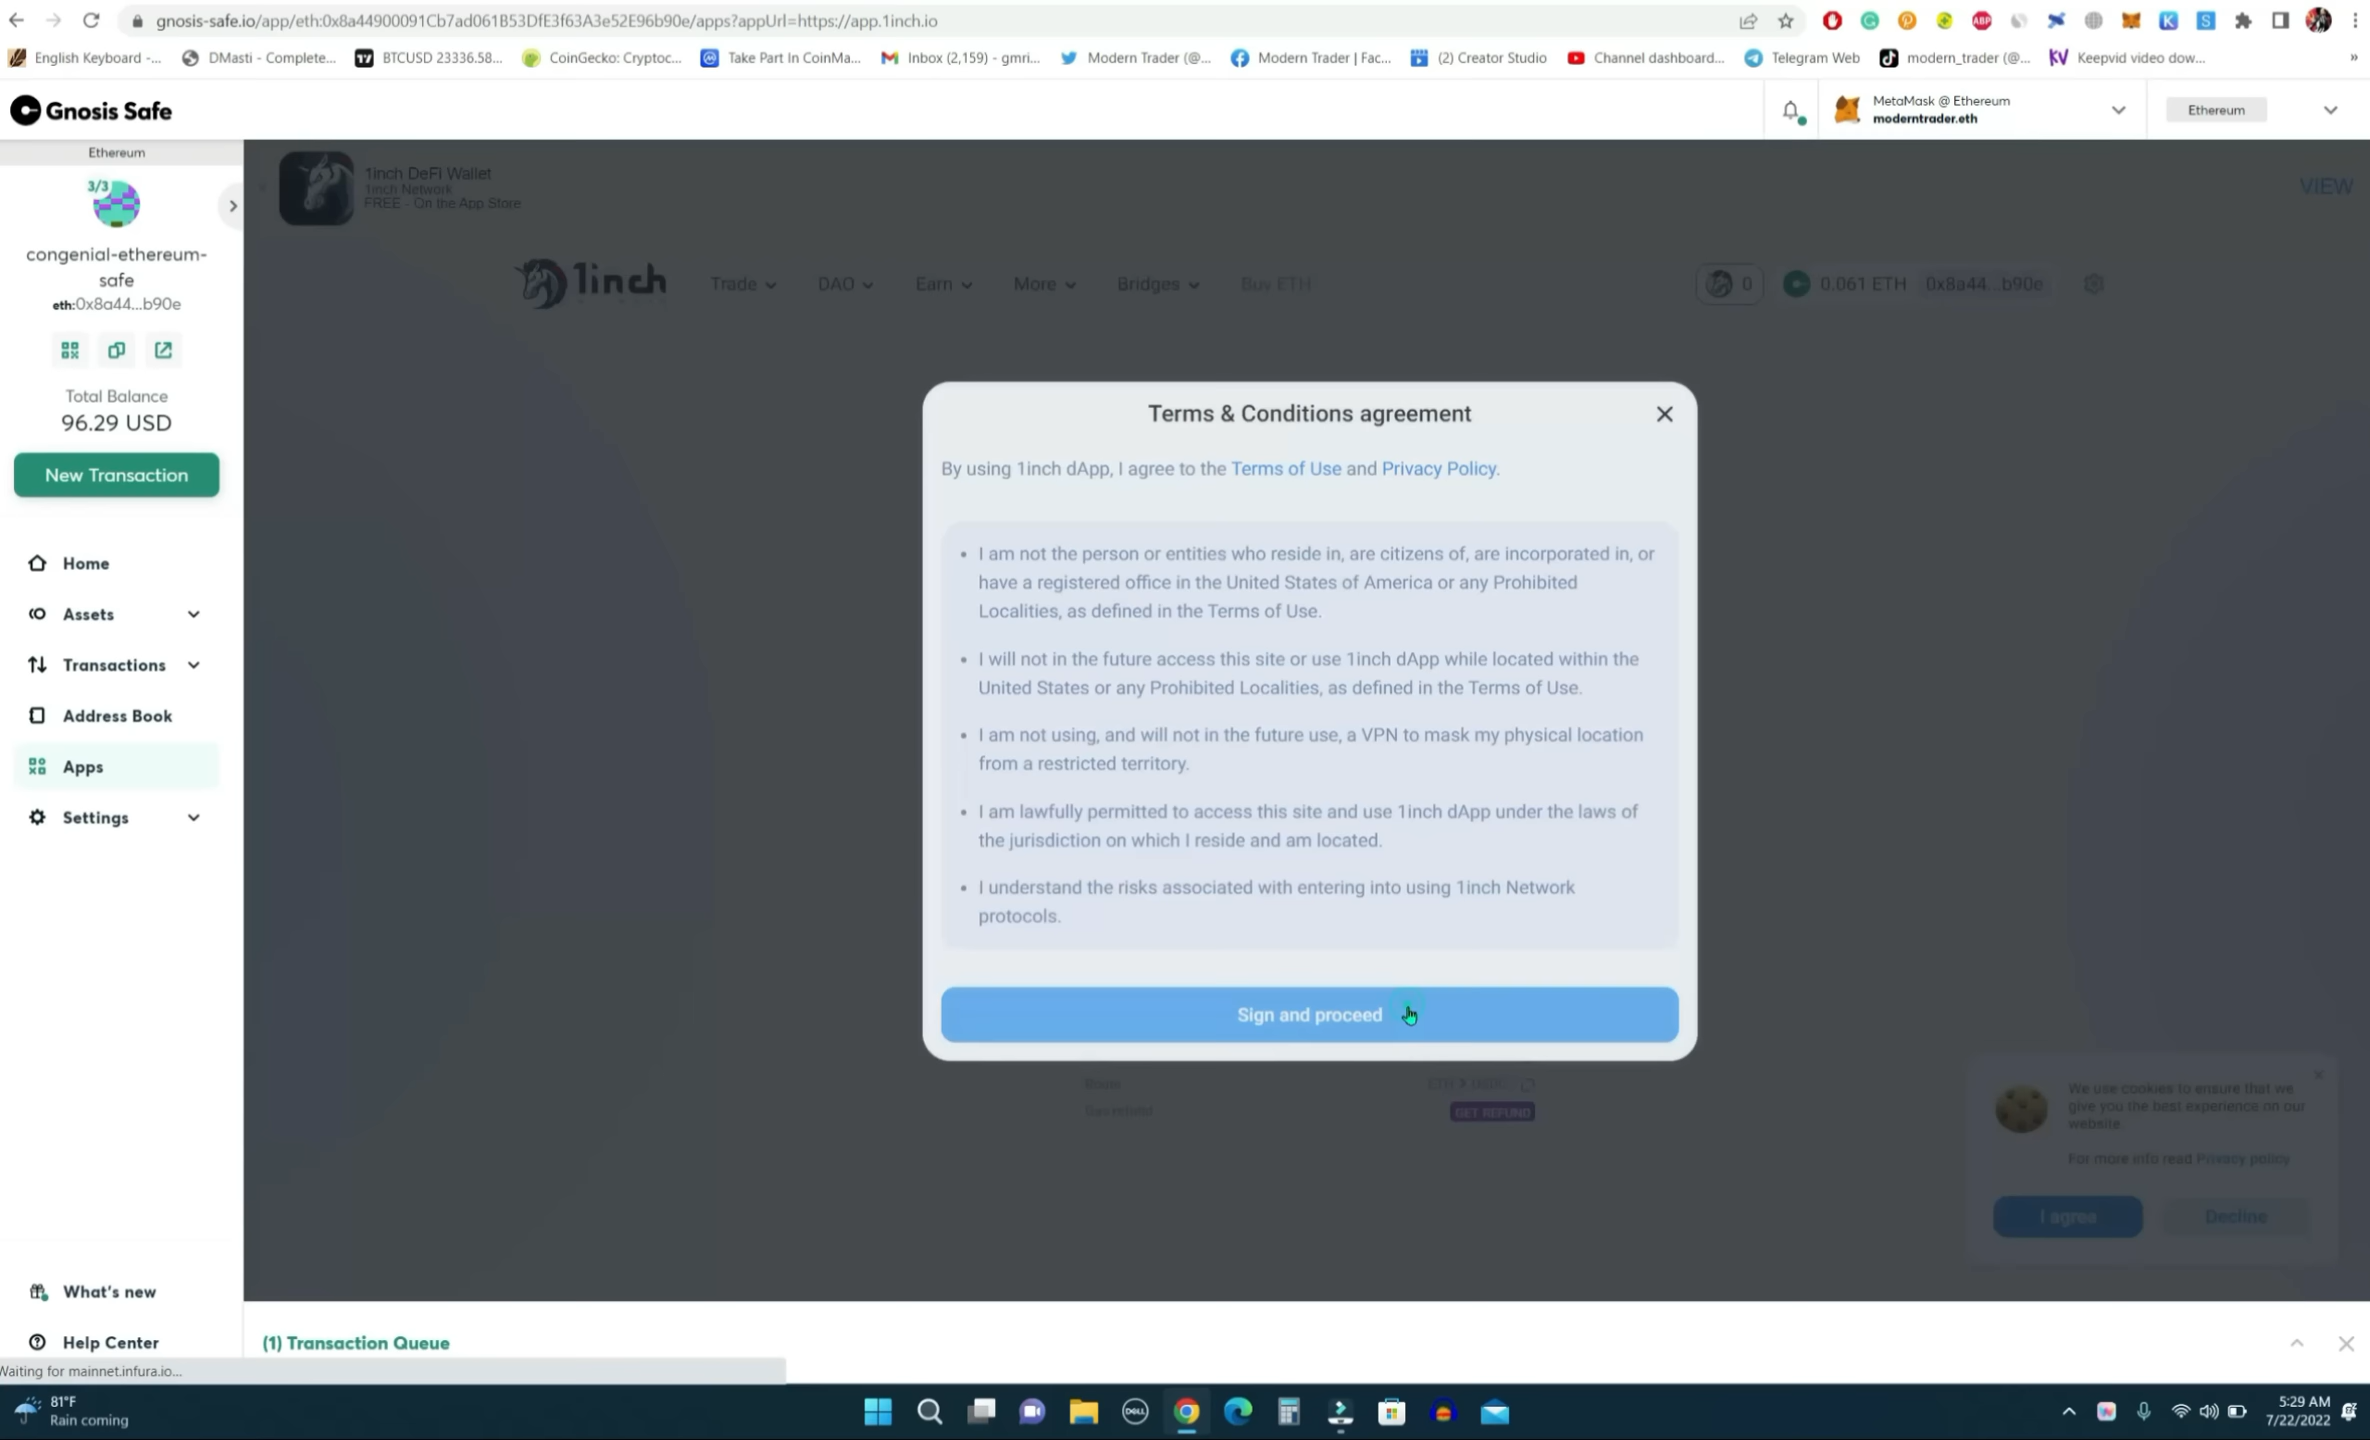 gnosis-safe.io/app/eth:0x8a44900091Cb7ad061B53DfE3f63A3e52E96b90e/apps?appUrl=https://app.1inch.io
English Keyboard -... DMasti - Complete... BTCUSD 23336.58... CoinGecko: Cryptoc... Take Part In CoinMa... Inbox (2,159) - gmri... Modern Trader (@... Modern Trader | Fac... (2) Creator Studio Channel dashboard... Telegram Web modern_trader (@... Keepvid video dow... »
Gnosis Safe
MetaMask @ Ethereum
moderntrader.eth
Ethereum
Ethereum
3/3
congenial-ethereum-
safe
eth:0x8a44...b90e
Total Balance
96.29 USD
New Transaction
Home
Assets
Transactions
Address Book
Apps
Settings
What's new
Help Center
1inch DeFI Wallet
1inch Network
FREE - On the App Store
VIEW
1inch Trade DAO Earn More Bridges Buy ETH 0 0.061 ETH 0x8a44...b90e
Terms & Conditions agreement
By using 1inch dApp, I agree to the Terms of Use and Privacy Policy.
• I am not the person or entities who reside in, are citizens of, are incorporated in, or
have a registered office in the United States of America or any Prohibited
Localities, as defined in the Terms of Use.
• I will not in the future access this site or use 1inch dApp while located within the
United States or any Prohibited Localities, as defined in the Terms of Use.
• I am not using, and will not in the future use, a VPN to mask my physical location
from a restricted territory.
• I am lawfully permitted to access this site and use 1inch dApp under the laws of
the jurisdiction on which I reside and am located.
• I understand the risks associated with entering into using 1inch Network
protocols.
Sign and proceed
GET REFUND
We use cookies to ensure that we
give you the best experience on our
website.
For more info read Privacy policy
I agree Decline
(1) Transaction Queue
Waiting for mainnet.infura.io...
81°F
Rain coming
DELL
5:29 AM
7/22/2022